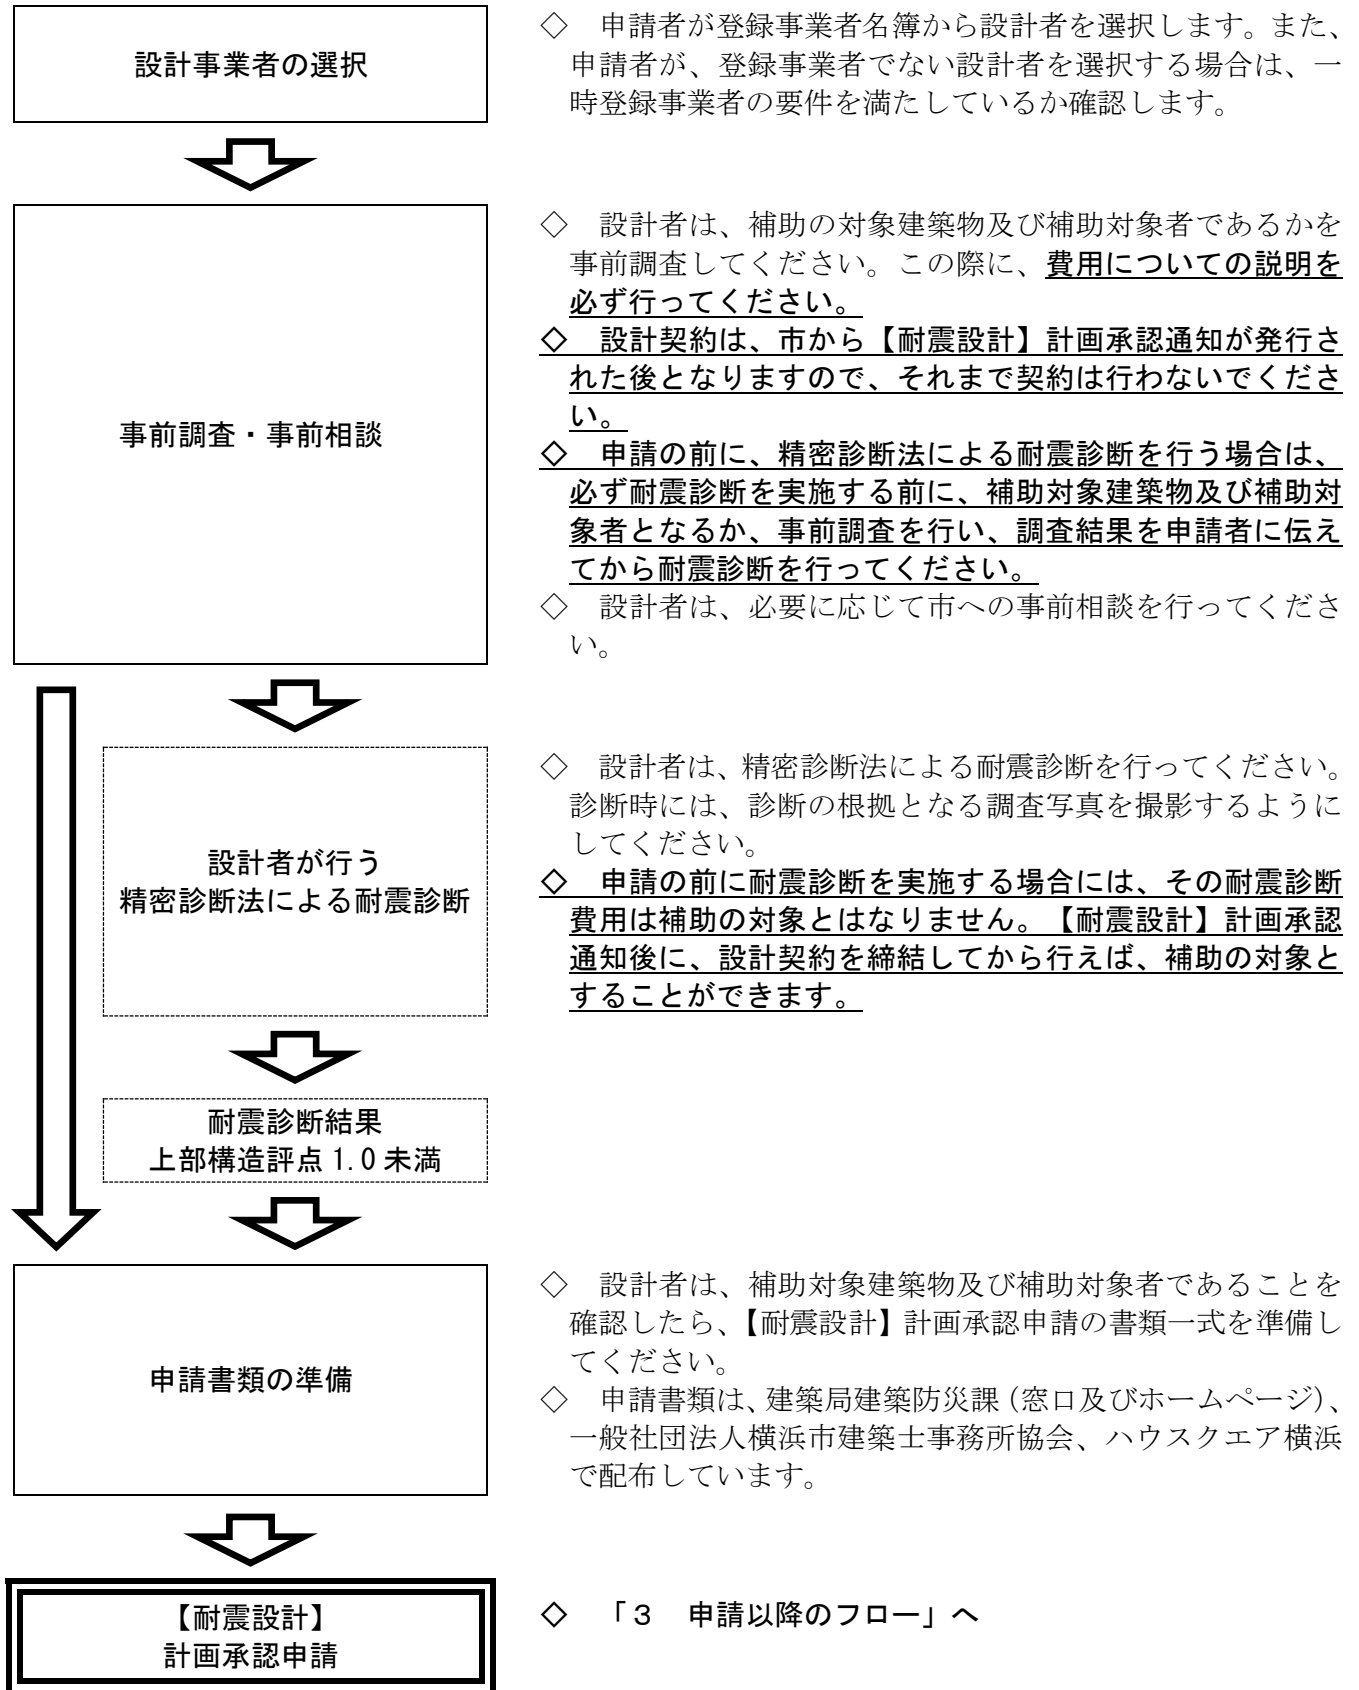 設計事業者の選択
◇　申請者が登録事業者名簿から設計者を選択します。また、
申請者が、登録事業者でない設計者を選択する場合は、一
時登録事業者の要件を満たしているか確認します。
事前調査・事前相談
◇　設計者は、補助の対象建築物及び補助対象者であるかを
事前調査してください。この際に、費用についての説明を
必ず行ってください。
◇　設計契約は、市から【耐震設計】計画承認通知が発行さ
れた後となりますので、それまで契約は行わないでくださ
い。
◇　申請の前に、精密診断法による耐震診断を行う場合は、
必ず耐震診断を実施する前に、補助対象建築物及び補助対
象者となるか、事前調査を行い、調査結果を申請者に伝え
てから耐震診断を行ってください。
◇　設計者は、必要に応じて市への事前相談を行ってくださ
い。
設計者が行う
精密診断法による耐震診断
◇　設計者は、精密診断法による耐震診断を行ってください。
診断時には、診断の根拠となる調査写真を撮影するように
してください。
◇　申請の前に耐震診断を実施する場合には、その耐震診断
費用は補助の対象とはなりません。【耐震設計】計画承認
通知後に、設計契約を締結してから行えば、補助の対象と
することができます。
耐震診断結果
上部構造評点 1.0 未満
申請書類の準備
◇　設計者は、補助対象建築物及び補助対象者であることを
確認したら、【耐震設計】計画承認申請の書類一式を準備し
てください。
◇　申請書類は、建築局建築防災課（窓口及びホームページ）、
一般社団法人横浜市建築士事務所協会、ハウスクエア横浜
で配布しています。
【耐震設計】
計画承認申請
◇　「３　申請以降のフロー」へ